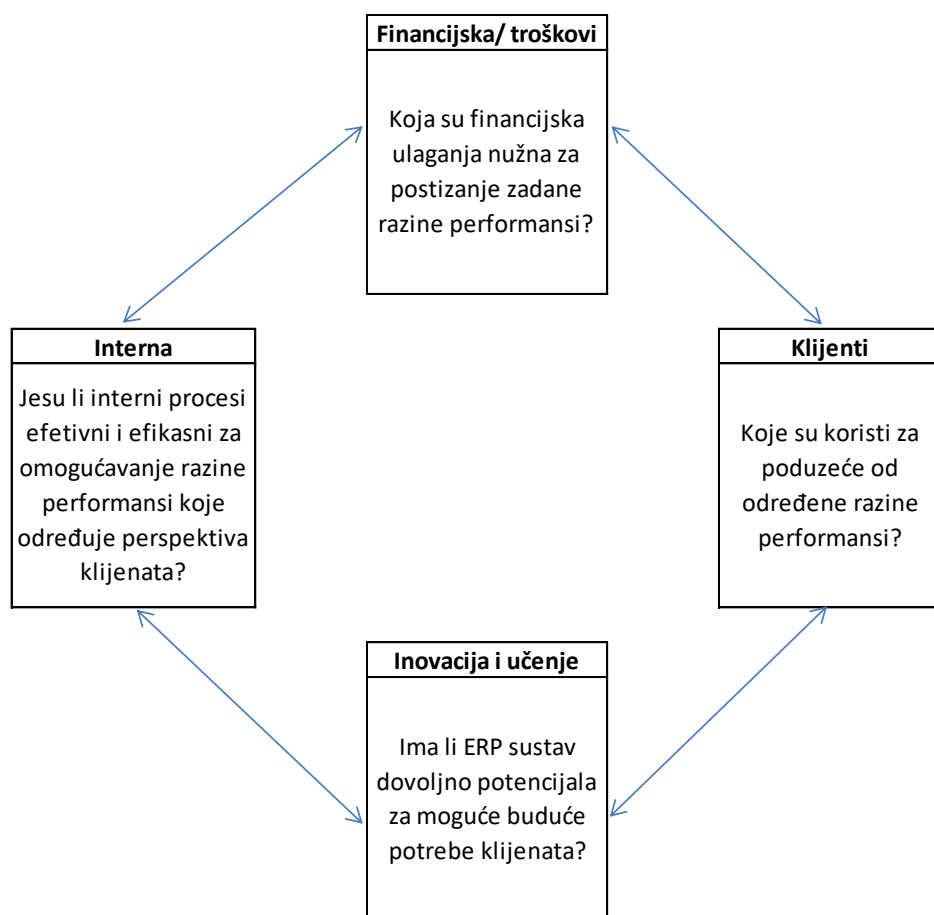 Financijska/ troškovi
Koja su financijska
ulaganja nužna za
postizanje zadane
razine performansi?
Interna
Jesu li interni procesi
efetivni i efikasni za
omogućavanje razine
performansi koje
određuje perspektiva
klijenata?
Klijenti
Koje su koristi za
poduzeće od
određene razine
performansi?
Inovacija i učenje
Ima li ERP sustav
dovoljno potencijala
za moguće buduće
potrebe klijenata?